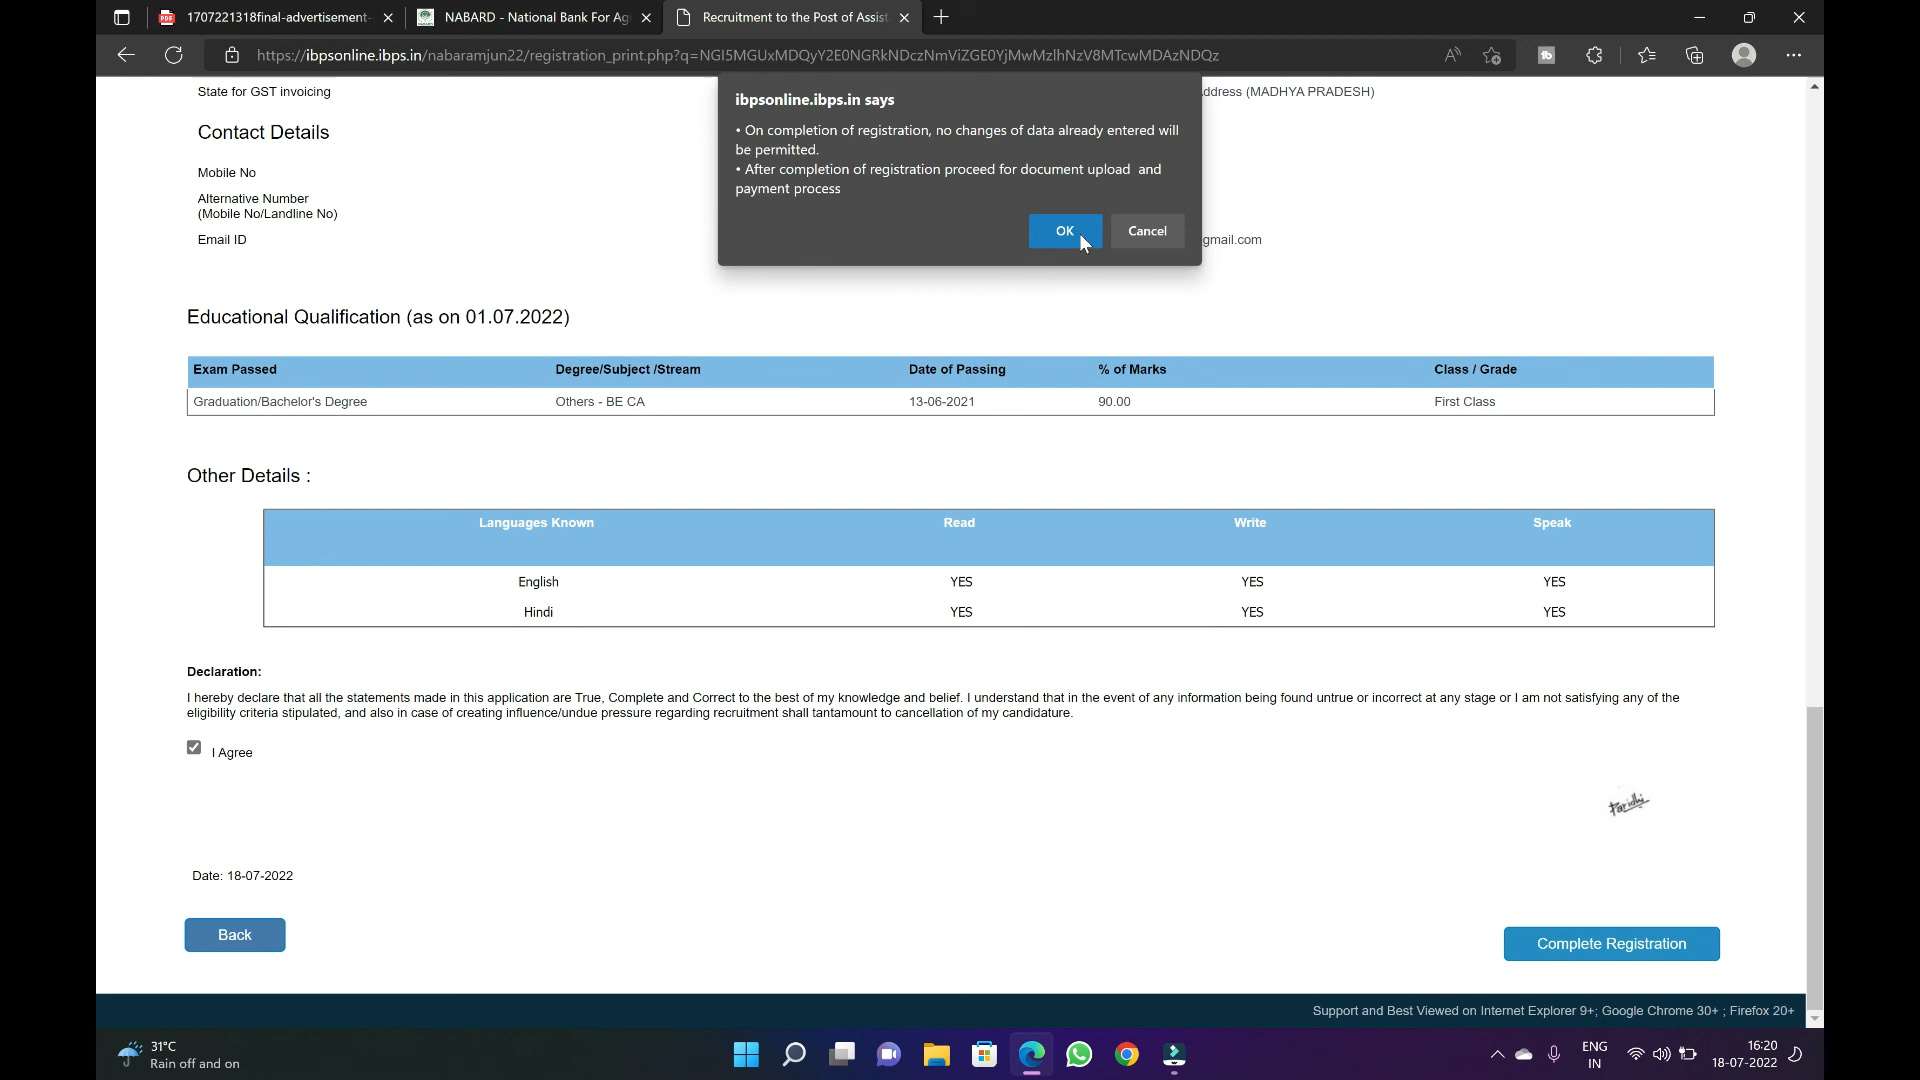 1707221318final-advertisement-
NABARD - National Bank For Ag
Recruitment to the Post of Assist
https://ibpsonline.ibps.in/nabaramjun22/registration_print.php?q=NGI5MGUxMDQyY2E0NGRkNDczNmViZGE0YjMwMzlhNzV8MTcwMDAzNDQz
State for GST invoicing
ddress (MADHYA PRADESH)
ibpsonline.ibps.in says
• On completion of registration, no changes of data already entered will
be permitted.
• After completion of registration proceed for document upload and
payment process
OK
Cancel
Contact Details
Mobile No
Alternative Number
(Mobile No/Landline No)
Email ID
gmail.com
Educational Qualification (as on 01.07.2022)
Exam Passed Degree/Subject /Stream Date of Passing % of Marks Class / Grade
Graduation/Bachelor's Degree Others - BE CA 13-06-2021 90.00 First Class
Other Details :
Languages Known Read Write Speak
English YES YES YES
Hindi YES YES YES
Declaration:
I hereby declare that all the statements made in this application are True, Complete and Correct to the best of my knowledge and belief. I understand that in the event of any information being found untrue or incorrect at any stage or I am not satisfying any of the
eligibility criteria stipulated, and also in case of creating influence/undue pressure regarding recruitment shall tantamount to cancellation of my candidature.
I Agree
Paridhi
Date: 18-07-2022
Back
Complete Registration
Support and Best Viewed on Internet Explorer 9+; Google Chrome 30+ ; Firefox 20+
31°C
Rain off and on
ENG
IN
16:20
18-07-2022